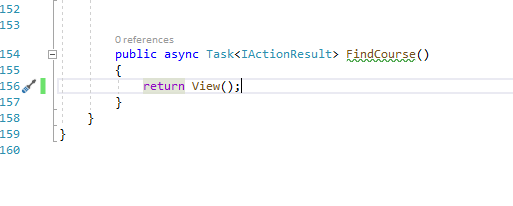 152
153
0 references
154 public async Task<IActionResult> FindCourse()
155 {
156 return View();
157 }
158 }
159 }
160